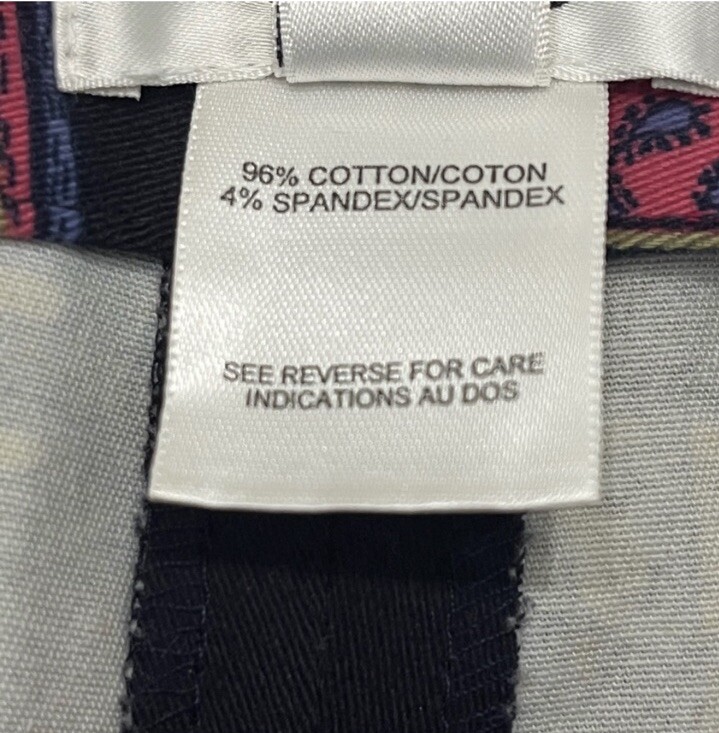 96% COTTON/COTON
4% SPANDEX/SPANDEX
SEE REVERSE FOR CARE
INDICATIONS AU DOS